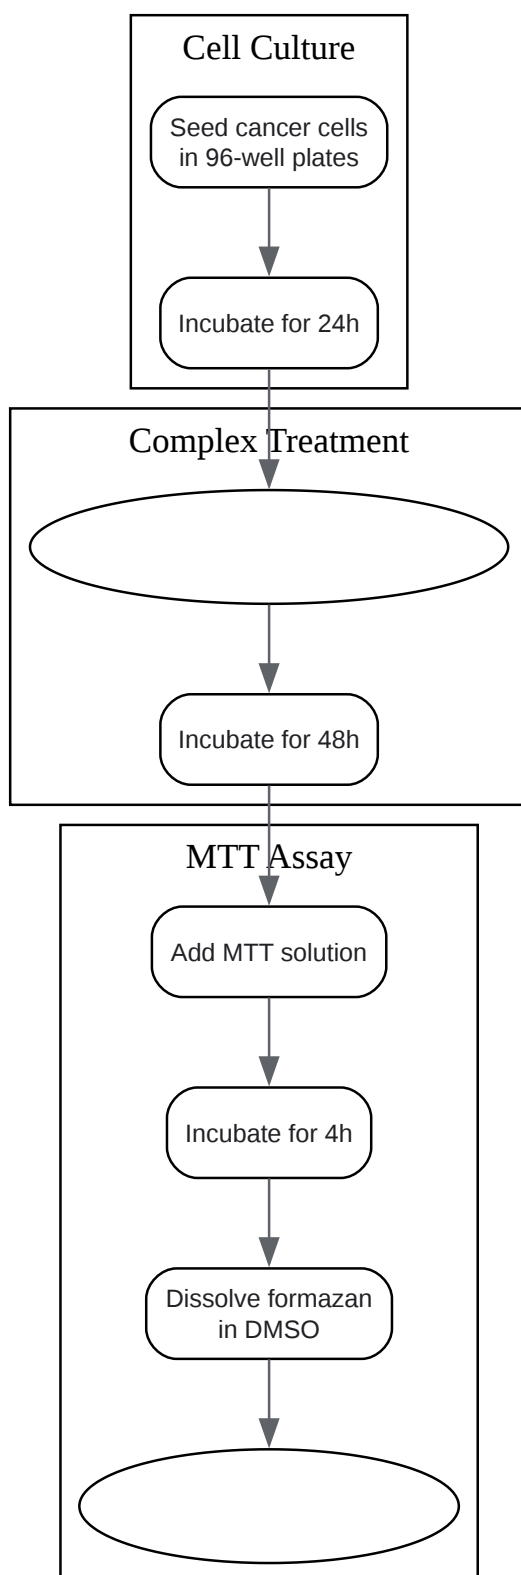 Cell Culture
Seed cancer cells
in 96-well plates
Incubate for 24h
Complex Treatment
Incubate for 48h
MTT Assay
Add MTT solution
Incubate for 4h
Dissolve formazan
in DMSO